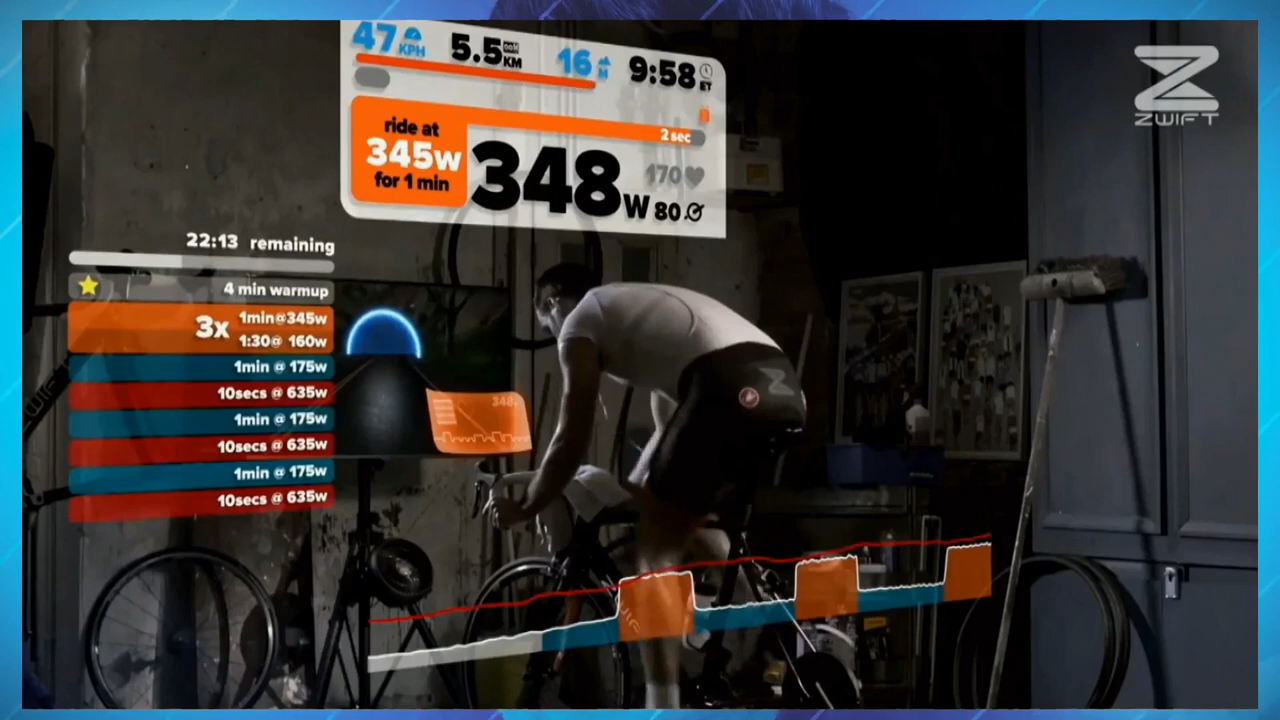 47 KPH 5.5 KM 16 M 9:58 ET
2 sec
ride at
345w
for 1 min
348 W
170
80
ZWIFT
22:13 remaining
4 min warmup
3x 1min@345w
1:30@ 160w
1min @ 175w
10secs @ 635w
1min @ 175w
10secs @ 635w
1min @ 175w
10secs @ 635w
348